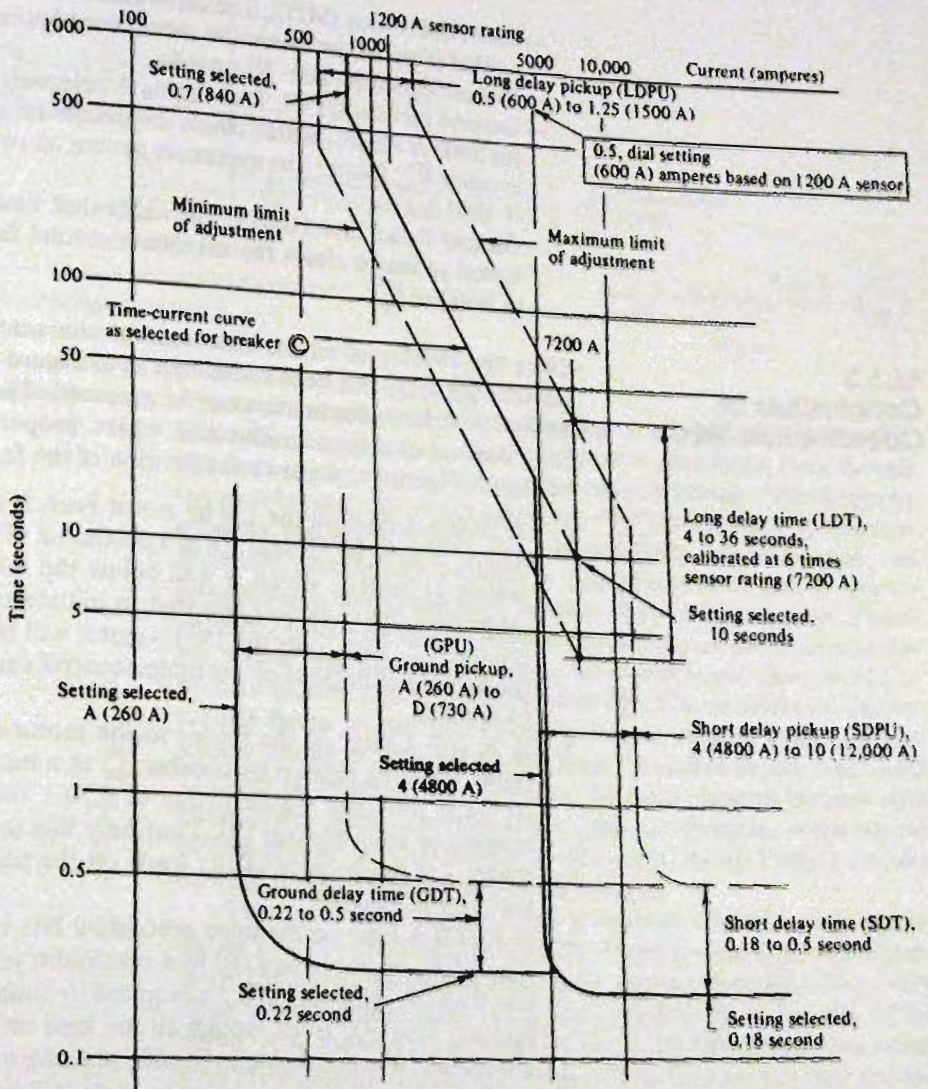 1200 A sensor rating
100
500
1000
5000
10,000
Current (amperes)
1000
500
100
50
10
5
1
0.5
0.1
Time (seconds)
Setting selected,
0.7 (840 A)
Long delay pickup (LDPU)
0.5 (600 A) to 1.25 (1500 A)
0.5, dial setting
(600 A) amperes based on 1200 A sensor
Minimum limit
of adjustment
Maximum limit
of adjustment
Time-current curve
as selected for breaker Ⓒ
7200 A
Long delay time (LDT),
4 to 36 seconds,
calibrated at 6 times
sensor rating (7200 A)
Setting selected.
10 seconds
(GPU)
Ground pickup,
A (260 A) to
D (730 A)
Setting selected,
A (260 A)
Setting selected
4 (4800 A)
Short delay pickup (SDPU),
4 (4800 A) to 10 (12,000 A)
Ground delay time (GDT),
0.22 to 0.5 second
Short delay time (SDT).
0.18 to 0.5 second
Setting selected,
0.22 second
Setting selected,
0.18 second